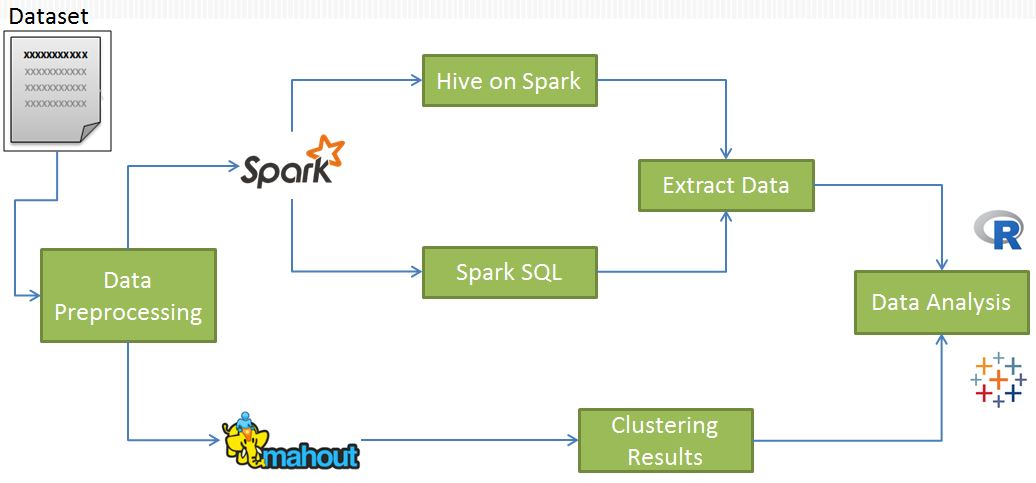 Dataset
xxxxxxxxxxx
xxxxxxxxxxx
xxxxxxxxxxx
xxxxxxxxxxx
Hive on Spark
Spark
Extract Data
R
Data
Preprocessing
Spark SQL
Data Analysis
mahout
Clustering
Results